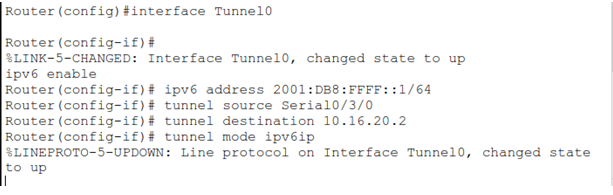 Router(config)#interface Tunnel0
Router(config-if)#
%LINK-5-CHANGED: Interface Tunnel0, changed state to up
ipv6 enable
Router(config-if)# ipv6 address 2001:DB8:FFFF::1/64
Router(config-if)# tunnel source Serial0/3/0
Router(config-if)# tunnel destination 10.16.20.2
Router(config-if)# tunnel mode ipv6ip
%LINEPROTO-5-UPDOWN: Line protocol on Interface Tunnel0, changed state
to up